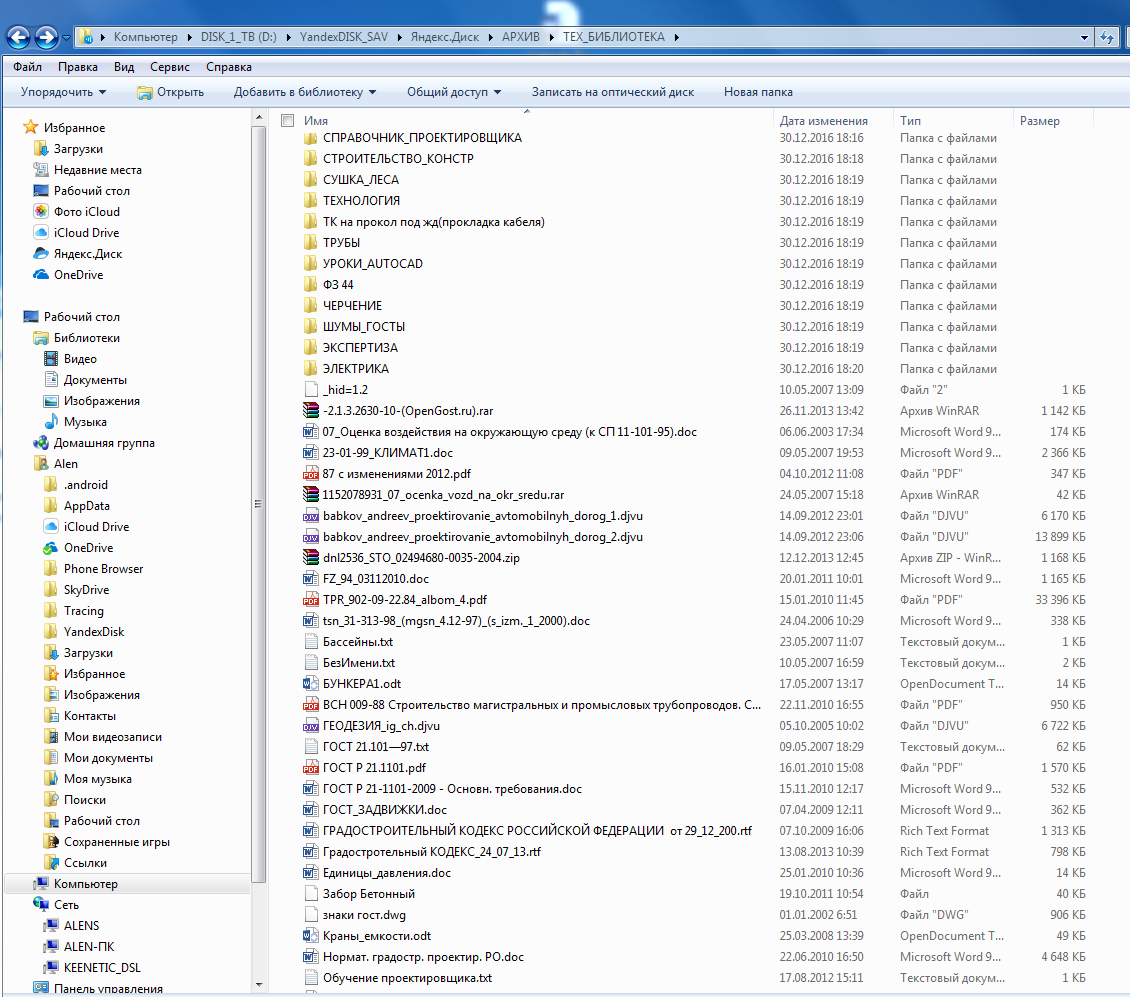 Компьютер ▸ DISK_1_TB (D:) ▸ YandexDISK_SAV ▸ Яндекс.Диск ▸ АРХИВ ▸ ТЕХ_БИБЛИОТЕКА ▸
Файл Правка Вид Сервис Справка
Упорядочить Открыть Добавить в библиотеку Общий доступ Записать на оптический диск Новая папка
Избранное
Загрузки
Недавние места
Рабочий стол
Фото iCloud
iCloud Drive
Яндекс.Диск
OneDrive
Рабочий стол
Библиотеки
Видео
Документы
Изображения
Музыка
Домашняя группа
Alen
.android
AppData
iCloud Drive
OneDrive
Phone Browser
SkyDrive
Tracing
YandexDisk
Загрузки
Избранное
Изображения
Контакты
Мои видеозаписи
Мои документы
Моя музыка
Поиски
Рабочий стол
Сохраненные игры
Ссылки
Компьютер
Сеть
ALENS
ALEN-ПК
KEENETIC_DSL
Панель управления
Имя Дата изменения Тип Размер
СПРАВОЧНИК_ПРОЕКТИРОВЩИКА 30.12.2016 18:16 Папка с файлами
СТРОИТЕЛЬСТВО_КОНСТР 30.12.2016 18:18 Папка с файлами
СУШКА_ЛЕСА 30.12.2016 18:19 Папка с файлами
ТЕХНОЛОГИЯ 30.12.2016 18:19 Папка с файлами
ТК на прокол под жд(прокладка кабеля) 30.12.2016 18:19 Папка с файлами
ТРУБЫ 30.12.2016 18:19 Папка с файлами
УРОКИ_AUTOCAD 30.12.2016 18:19 Папка с файлами
ФЗ 44 30.12.2016 18:19 Папка с файлами
ЧЕРЧЕНИЕ 30.12.2016 18:19 Папка с файлами
ШУМЫ_ГОСТЫ 30.12.2016 18:19 Папка с файлами
ЭКСПЕРТИЗА 30.12.2016 18:19 Папка с файлами
ЭЛЕКТРИКА 30.12.2016 18:20 Папка с файлами
_hid=1.2 10.05.2007 13:09 Файл "2" 1 КБ
-2.1.3.2630-10-(OpenGost.ru).rar 26.11.2013 13:42 Архив WinRAR 1 142 КБ
07_Оценка воздействия на окружающую среду (к СП 11-101-95).doc 06.06.2003 17:34 Microsoft Word 9... 174 КБ
23-01-99_КЛИМАТ1.doc 09.05.2007 19:53 Microsoft Word 9... 2 366 КБ
87 с изменениями 2012.pdf 04.10.2012 11:08 Файл "PDF" 347 КБ
1152078931_07_ocenka_vozd_na_okr_sredu.rar 24.05.2007 15:18 Архив WinRAR 42 КБ
babkov_andreev_proektirovanie_avtomobilnyh_dorog_1.djvu 14.09.2012 23:01 Файл "DJVU" 6 170 КБ
babkov_andreev_proektirovanie_avtomobilnyh_dorog_2.djvu 14.09.2012 23:06 Файл "DJVU" 13 899 КБ
dnl2536_STO_02494680-0035-2004.zip 12.12.2013 12:45 Архив ZIP - WinR... 1 168 КБ
FZ_94_03112010.doc 20.01.2011 10:01 Microsoft Word 9... 1 165 КБ
TPR_902-09-22.84_albom_4.pdf 15.01.2010 11:45 Файл "PDF" 33 396 КБ
tsn_31-313-98_(mgsn_4.12-97)_(s_izm._1_2000).doc 24.04.2006 10:29 Microsoft Word 9... 338 КБ
Бассейны.txt 23.05.2007 11:07 Текстовый докум... 1 КБ
БезИмени.txt 10.05.2007 16:59 Текстовый докум... 2 КБ
БУНКЕРА1.odt 17.05.2007 13:17 OpenDocument T... 14 КБ
ВСН 009-88 Строительство магистральных и промысловых трубопроводов. С... 22.11.2010 16:55 Файл "PDF" 950 КБ
ГЕОДЕЗИЯ_ig_ch.djvu 05.10.2005 10:02 Файл "DJVU" 6 722 КБ
ГОСТ 21.101—97.txt 09.05.2007 18:29 Текстовый докум... 62 КБ
ГОСТ Р 21.1101.pdf 16.01.2010 15:08 Файл "PDF" 1 570 КБ
ГОСТ Р 21-1101-2009 - Основн. требования.doc 15.11.2010 12:17 Microsoft Word 9... 532 КБ
ГОСТ_ЗАДВИЖКИ.doc 07.04.2009 12:11 Microsoft Word 9... 362 КБ
ГРАДОСТРОИТЕЛЬНЫЙ КОДЕКС РОССИЙСКОЙ ФЕДЕРАЦИИ от 29_12_200.rtf 07.10.2009 16:06 Rich Text Format 1 313 КБ
Градостротельный КОДЕКС_24_07_13.rtf 13.08.2013 10:39 Rich Text Format 798 КБ
Единицы_давления.doc 25.01.2010 10:36 Microsoft Word 9... 14 КБ
Забор Бетонный 19.10.2011 10:54 Файл 40 КБ
знаки гост.dwg 01.01.2002 6:51 Файл "DWG" 906 КБ
Краны_емкости.odt 25.03.2008 13:39 OpenDocument T... 49 КБ
Нормат. градостр. проектир. РО.doc 22.06.2010 16:50 Microsoft Word 9... 4 648 КБ
Обучение проектировщика.txt 17.08.2012 15:11 Текстовый докум... 1 КБ